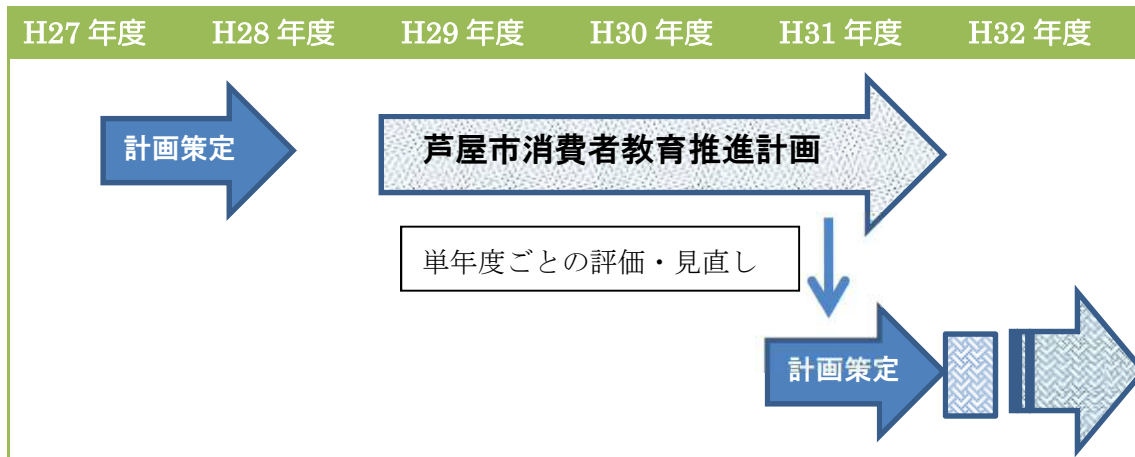 H27 年度 H28 年度 H29 年度 H30 年度 H31 年度 H32 年度
計画策定
芦屋市消費者教育推進計画
単年度ごとの評価・見直し
計画策定